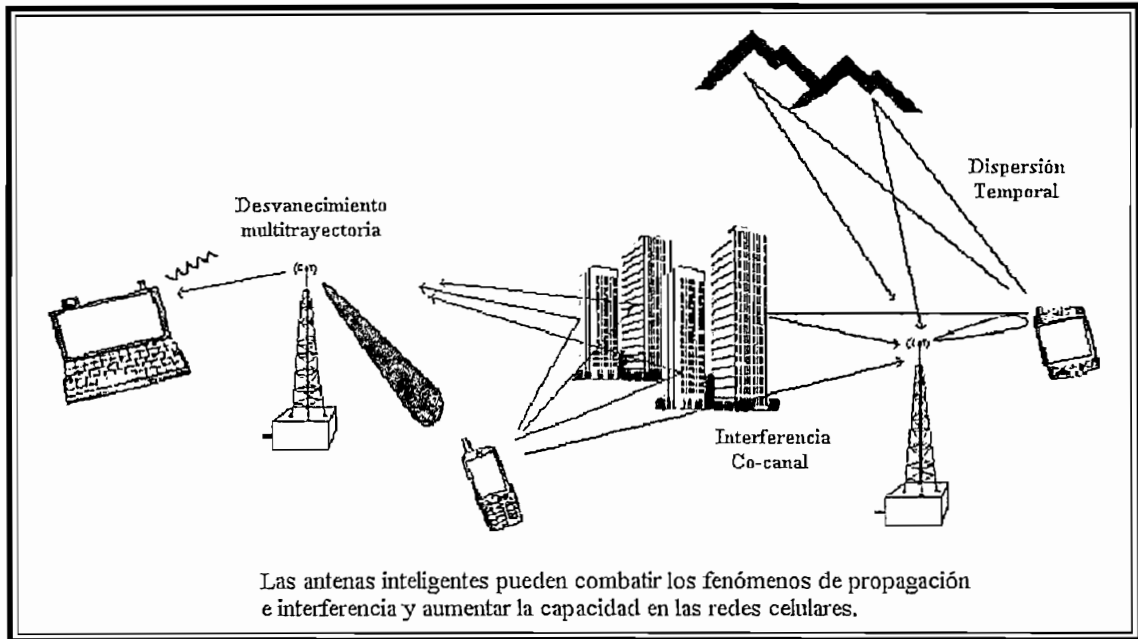 Dispersión
Temporal
Desvanecimiento
multitrayectoria
Interferencia
Co-canal
Las antenas inteligentes pueden combatir los fenómenos de propagación
e interferencia y aumentar la capacidad en las redes celulares.